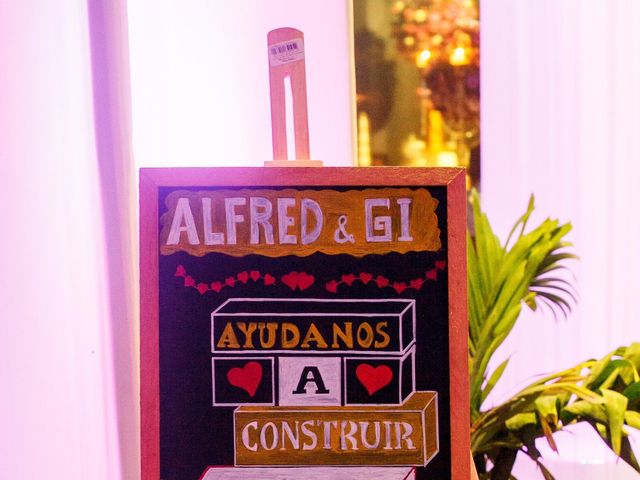 ALFRED & GI
AYUDANOS
A
CONSTRUIR